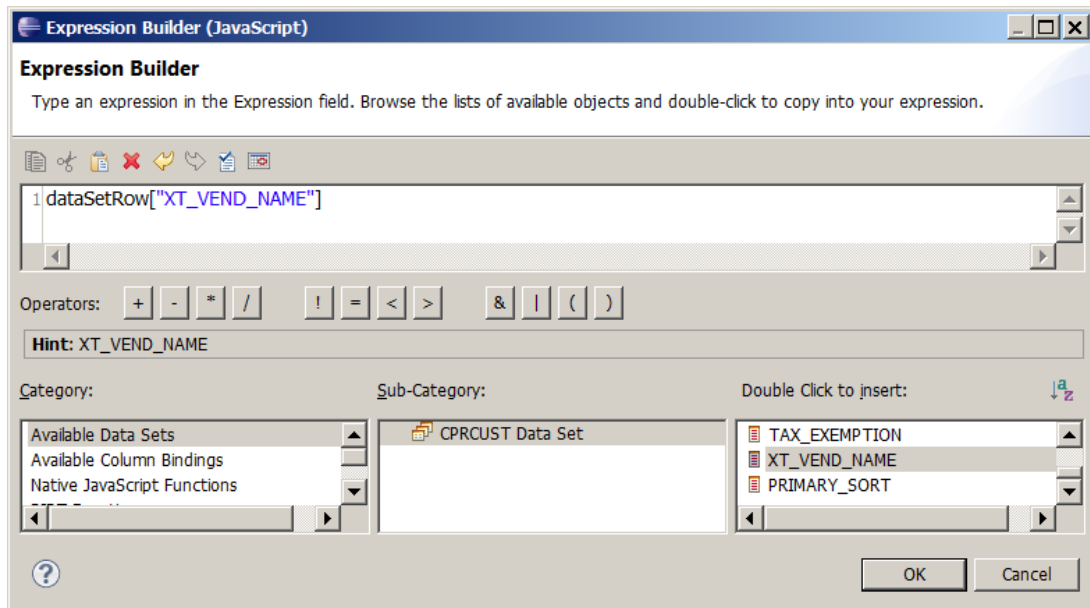 Expression Builder (JavaScript)
Expression Builder
Type an expression in the Expression field. Browse the lists of available objects and double-click to copy into your expression.
1 dataSetRow["XT_VEND_NAME"]
Operators: + - * / ! = < > & | ( )
Hint: XT_VEND_NAME
Category: Sub-Category: Double Click to insert:
Available Data Sets CPRCUST Data Set TAX_EXEMPTION
Available Column Bindings XT_VEND_NAME
Native JavaScript Functions PRIMARY_SORT
OK Cancel